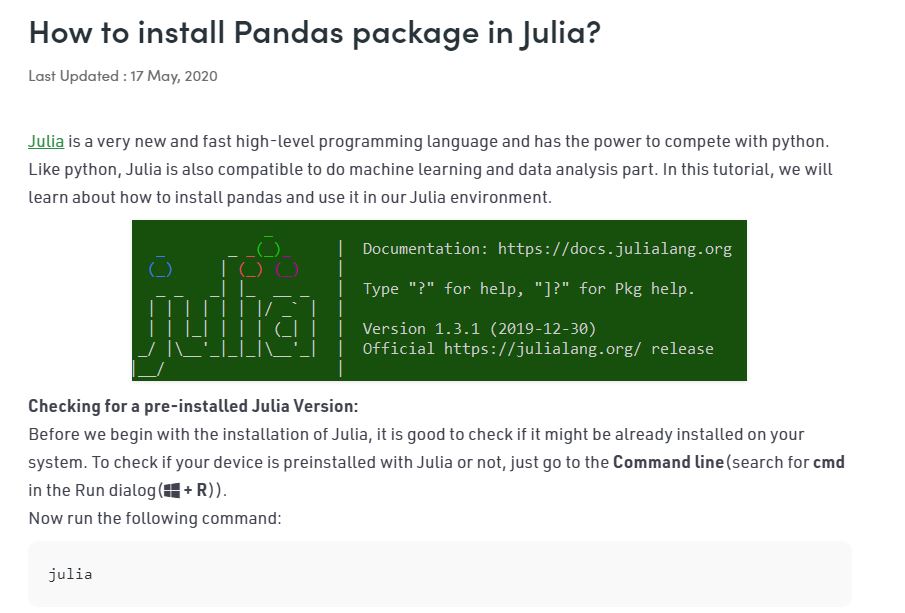 How to install Pandas package in Julia?
Last Updated : 17 May, 2020
Julia is a very new and fast high-level programming language and has the power to compete with python.
Like python, Julia is also compatible to do machine learning and data analysis part. In this tutorial, we will
learn about how to install pandas and use it in our Julia environment.
Documentation: https://docs.julialang.org
Type "?" for help, "]?" for Pkg help.
Version 1.3.1 (2019-12-30)
Official https://julialang.org/ release
Checking for a pre-installed Julia Version:
Before we begin with the installation of Julia, it is good to check if it might be already installed on your
system. To check if your device is preinstalled with Julia or not, just go to the Command line(search for cmd
in the Run dialog( + R)).
Now run the following command:
julia